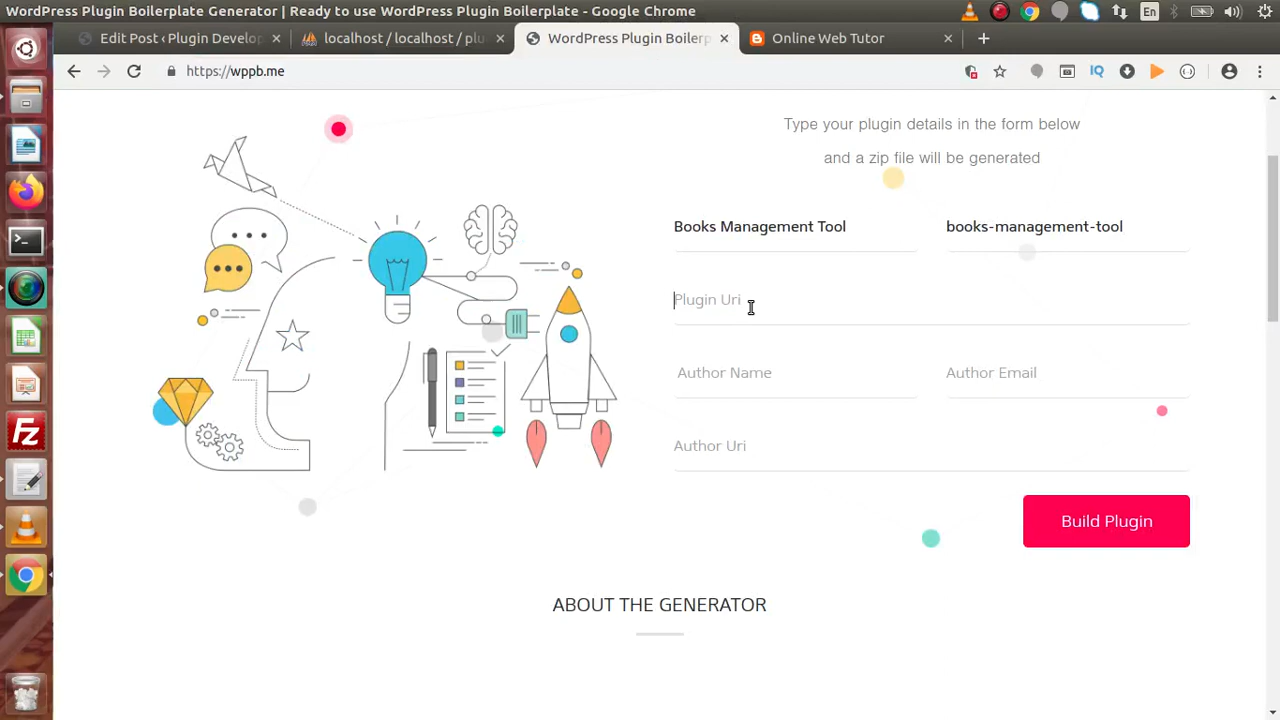 WordPress Plugin Boilerplate Generator | Ready to use WordPress Plugin Boilerplate - Google Chrome
En
Edit Post ‹ Plugin Develo
localhost / localhost / plu
WordPress Plugin Boilerp
Online Web Tutor
https://wppb.me
IQ
Type your plugin details in the form below
and a zip file will be generated
Books Management Tool
books-management-tool
Plugin Uri
Author Name
Author Email
Author Uri
Build Plugin
ABOUT THE GENERATOR